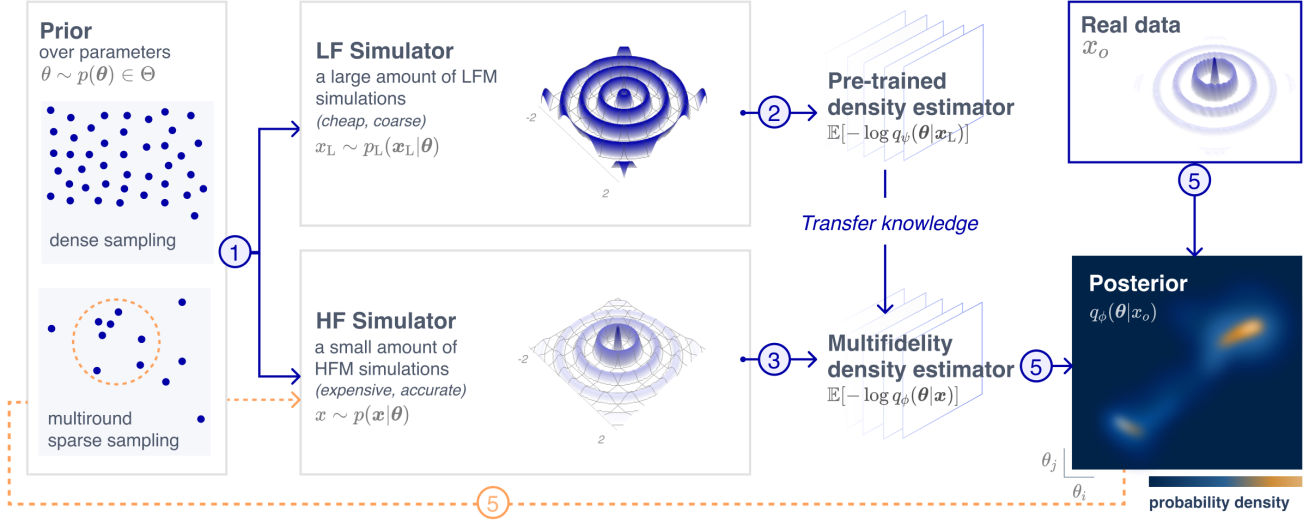 Prior
over parameters
θ ∼ p(θ) ∈ Θ
dense sampling
multiround
sparse sampling
1
LF Simulator
a large amount of LFM
simulations
(cheap, coarse)
x_L ∼ p_L(x_L|θ)
-2
2
HF Simulator
a small amount of
HFM simulations
(expensive, accurate)
x ∼ p(x|θ)
-2
2
2
Pre-trained
density estimator
𝔼[− log q_ψ(θ|x_L)]
Transfer knowledge
3
Multifidelity
density estimator
𝔼[− log q_ϕ(θ|x)]
5
Real data
x_o
5
Posterior
q_ϕ(θ|x_o)
θ_j
θ_i
probability density
5